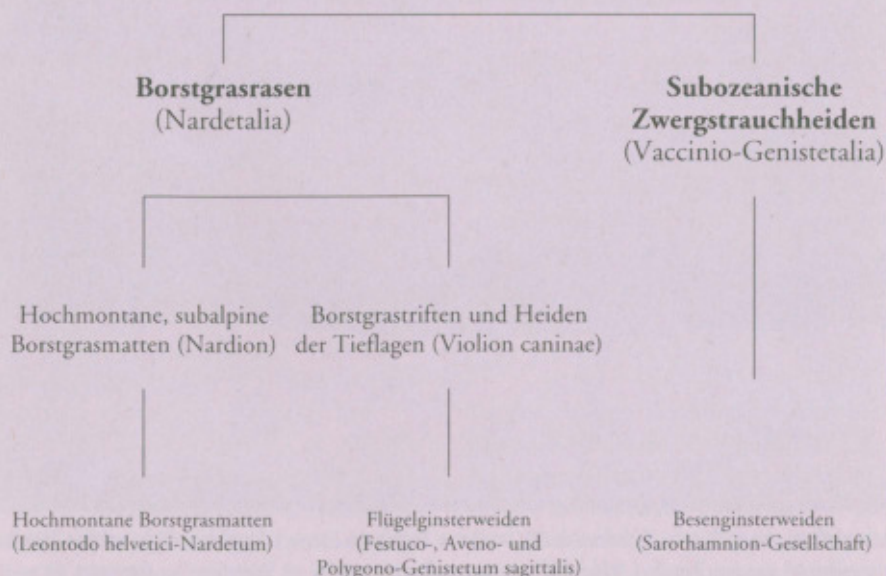 Borstgrasrasen
(Nardetalia)
Subozeanische
Zwergstrauchheiden
(Vaccinio-Genistetalia)
Hochmontane, subalpine
Borstgrasmatten (Nardion)
Borstgrastriften und Heiden
der Tieflagen (Violion caninae)
Hochmontane Borstgrasmatten
(Leontodo helvetici-Nardetum)
Flügelginsterweiden
(Festuco-, Aveno- und
Polygono-Genistetum sagittalis)
Besenginsterweiden
(Sarothamnion-Gesellschaft)